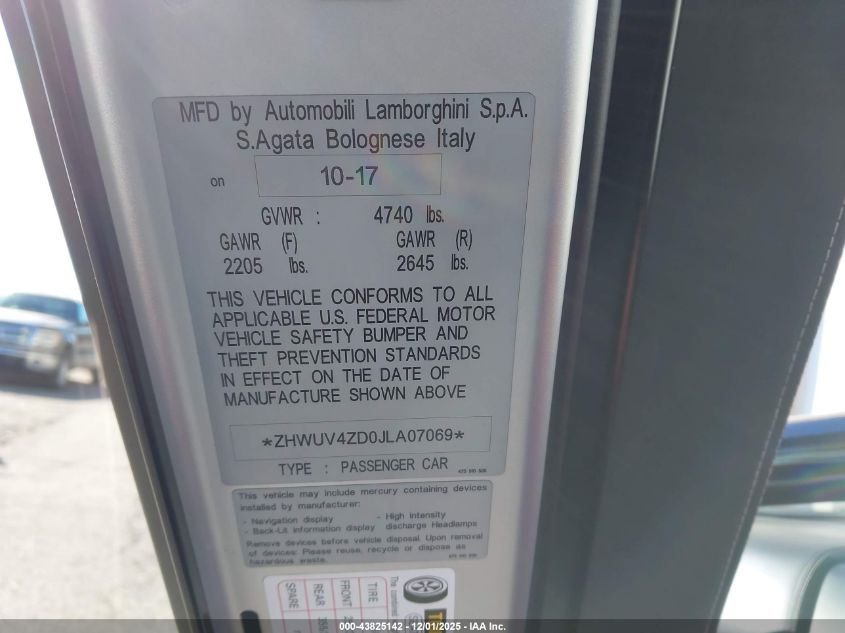 MFD by Automobili Lamborghini S.p.A.
S.Agata Bolognese Italy
on 10-17
GVWR : 4740 lbs.
GAWR (F) GAWR (R)
2205 lbs. 2645 lbs.
THIS VEHICLE CONFORMS TO ALL
APPLICABLE U.S. FEDERAL MOTOR
VEHICLE SAFETY BUMPER AND
THEFT PREVENTION STANDARDS
IN EFFECT ON THE DATE OF
MANUFACTURE SHOWN ABOVE
*ZHWUV4ZD0JLA07069*
TYPE : PASSENGER CAR
This vehicle may include mercury containing devices
installed by manufacturer:
- Navigation display - High Intensity
- Back-Lit information display discharge Headlamps
Remove devices before vehicle disposal. Upon removal
of devices: Please reuse, recycle or dispose as
hazardous waste.
The combined
TIRE
FRONT
REAR
SPARE
000-43825142 - 12/01/2025 - IAA Inc.